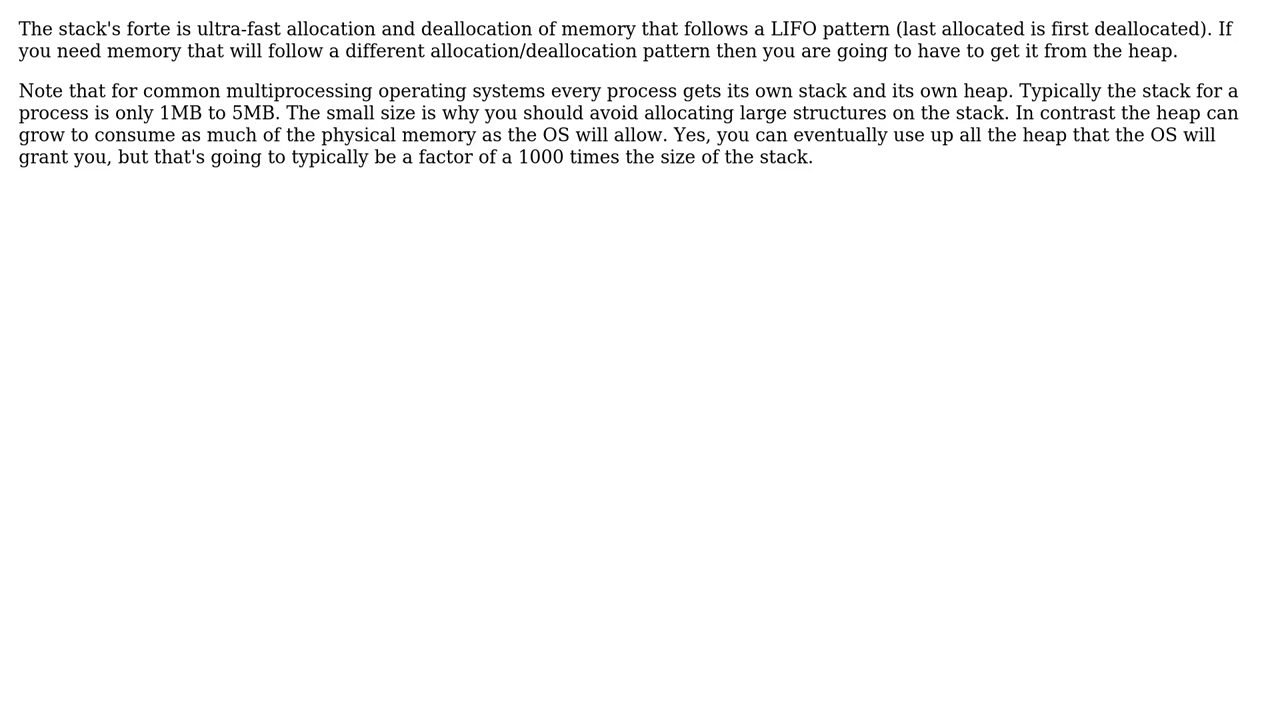 The stack's forte is ultra-fast allocation and deallocation of memory that follows a LIFO pattern (last allocated is first deallocated). If
you need memory that will follow a different allocation/deallocation pattern then you are going to have to get it from the heap.
Note that for common multiprocessing operating systems every process gets its own stack and its own heap. Typically the stack for a
process is only 1MB to 5MB. The small size is why you should avoid allocating large structures on the stack. In contrast the heap can
grow to consume as much of the physical memory as the OS will allow. Yes, you can eventually use up all the heap that the OS will
grant you, but that's going to typically be a factor of a 1000 times the size of the stack.